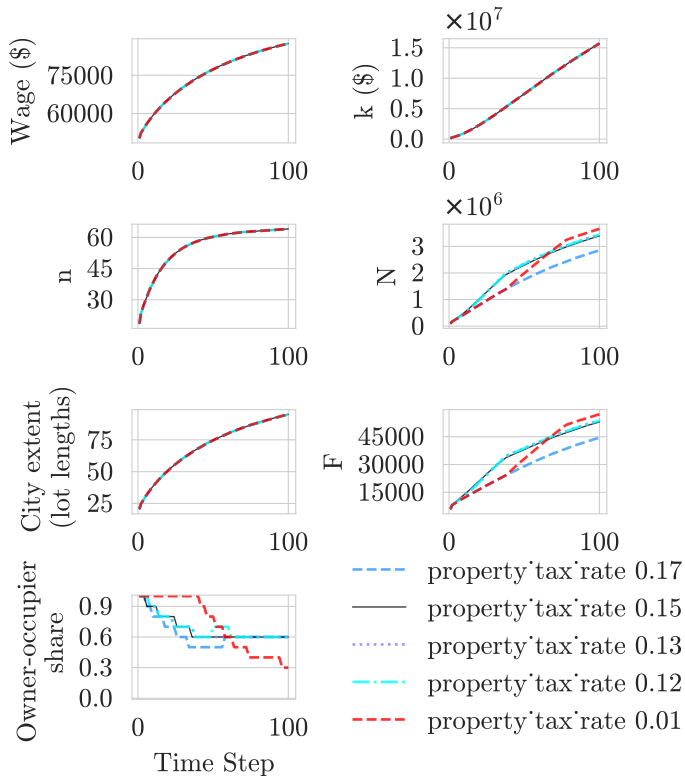 Wage ($)
75000
60000
0
100
×10⁷
k ($)
1.5
1.0
0.5
0.0
0
100
n
60
45
30
0
100
×10⁶
N
3
2
1
0
0
100
City extent
(lot lengths)
75
50
25
0
100
F
45000
30000
15000
0
100
Owner-occupier
share
0.9
0.6
0.3
0.0
0
100
Time Step
property˙tax˙rate 0.17
property˙tax˙rate 0.15
property˙tax˙rate 0.13
property˙tax˙rate 0.12
property˙tax˙rate 0.01